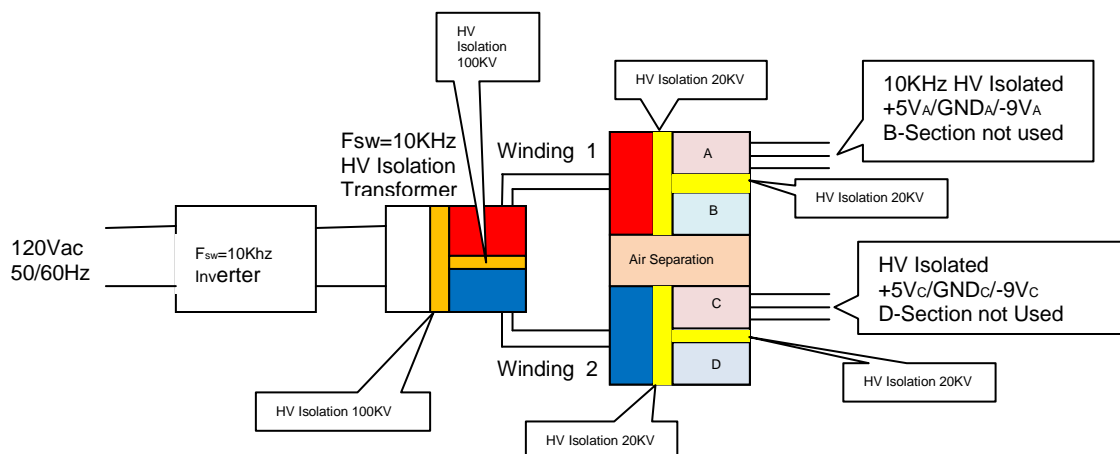 HV
Isolation
100KV
HV Isolation 20KV
10KHz HV Isolated
+5VA/GNDA/-9VA
B-Section not used
Fsw=10KHz
HV Isolation
Transformer
Winding 1
A
HV Isolation 20KV
B
120Vac
50/60Hz
Fsw=10Khz
Inverter
Air Separation
HV Isolated
+5VC/GNDC/-9VC
D-Section not Used
C
Winding 2
D
HV Isolation 20KV
HV Isolation 100KV
HV Isolation 20KV